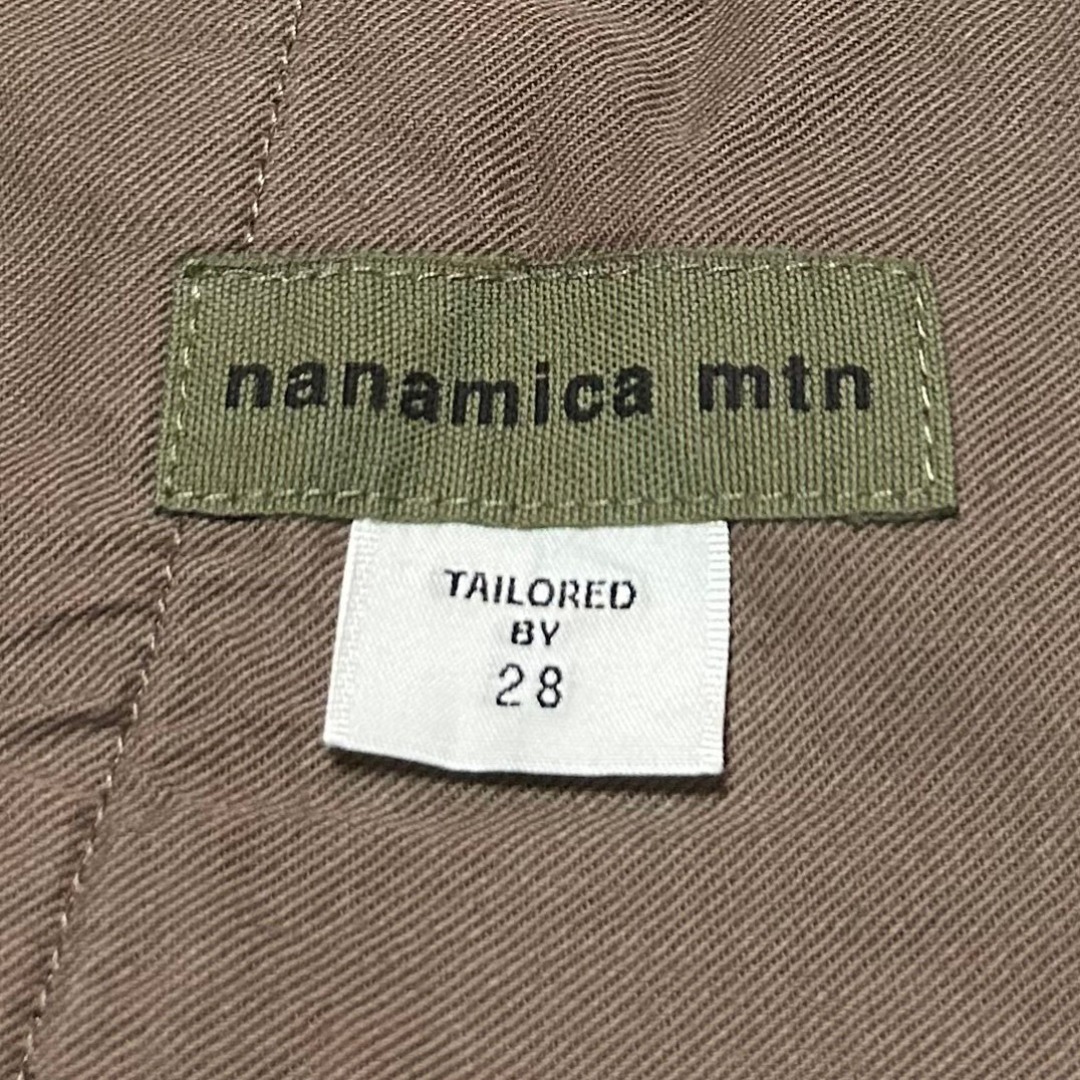 nanamica mtn
TAILORED
BY
28